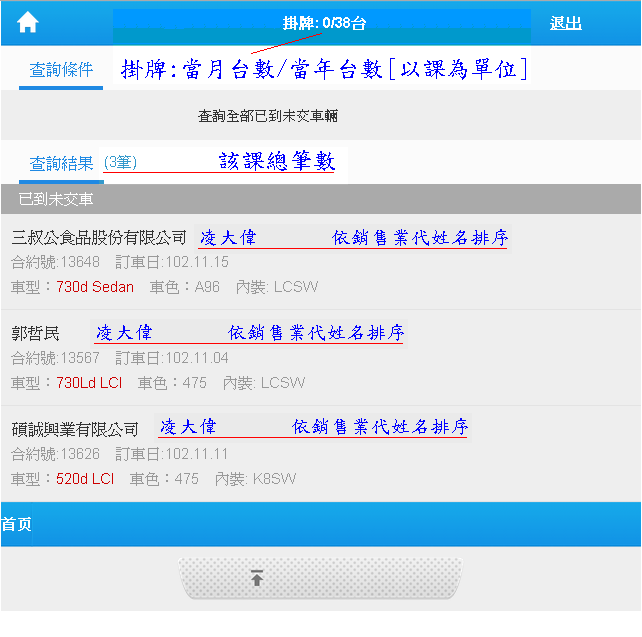 掛牌: 0/38台 退出
查詢條件 掛牌:當月台數/當年台數[以課為單位]
查詢全部已到未交車輛
查詢結果 (3筆) 該課總筆數
已到未交車
三叔公食品股份有限公司 凌大偉 依銷售業代姓名排序
合約號:13648 訂車日:102.11.15
車型：730d Sedan 車色：A96 內裝: LCSW
郭哲民 凌大偉 依銷售業代姓名排序
合約號:13567 訂車日:102.11.04
車型：730Ld LCI 車色：475 內裝: LCSW
碩誠興業有限公司 凌大偉 依銷售業代姓名排序
合約號:13626 訂車日:102.11.11
車型：520d LCI 車色：475 內裝: K8SW
首页